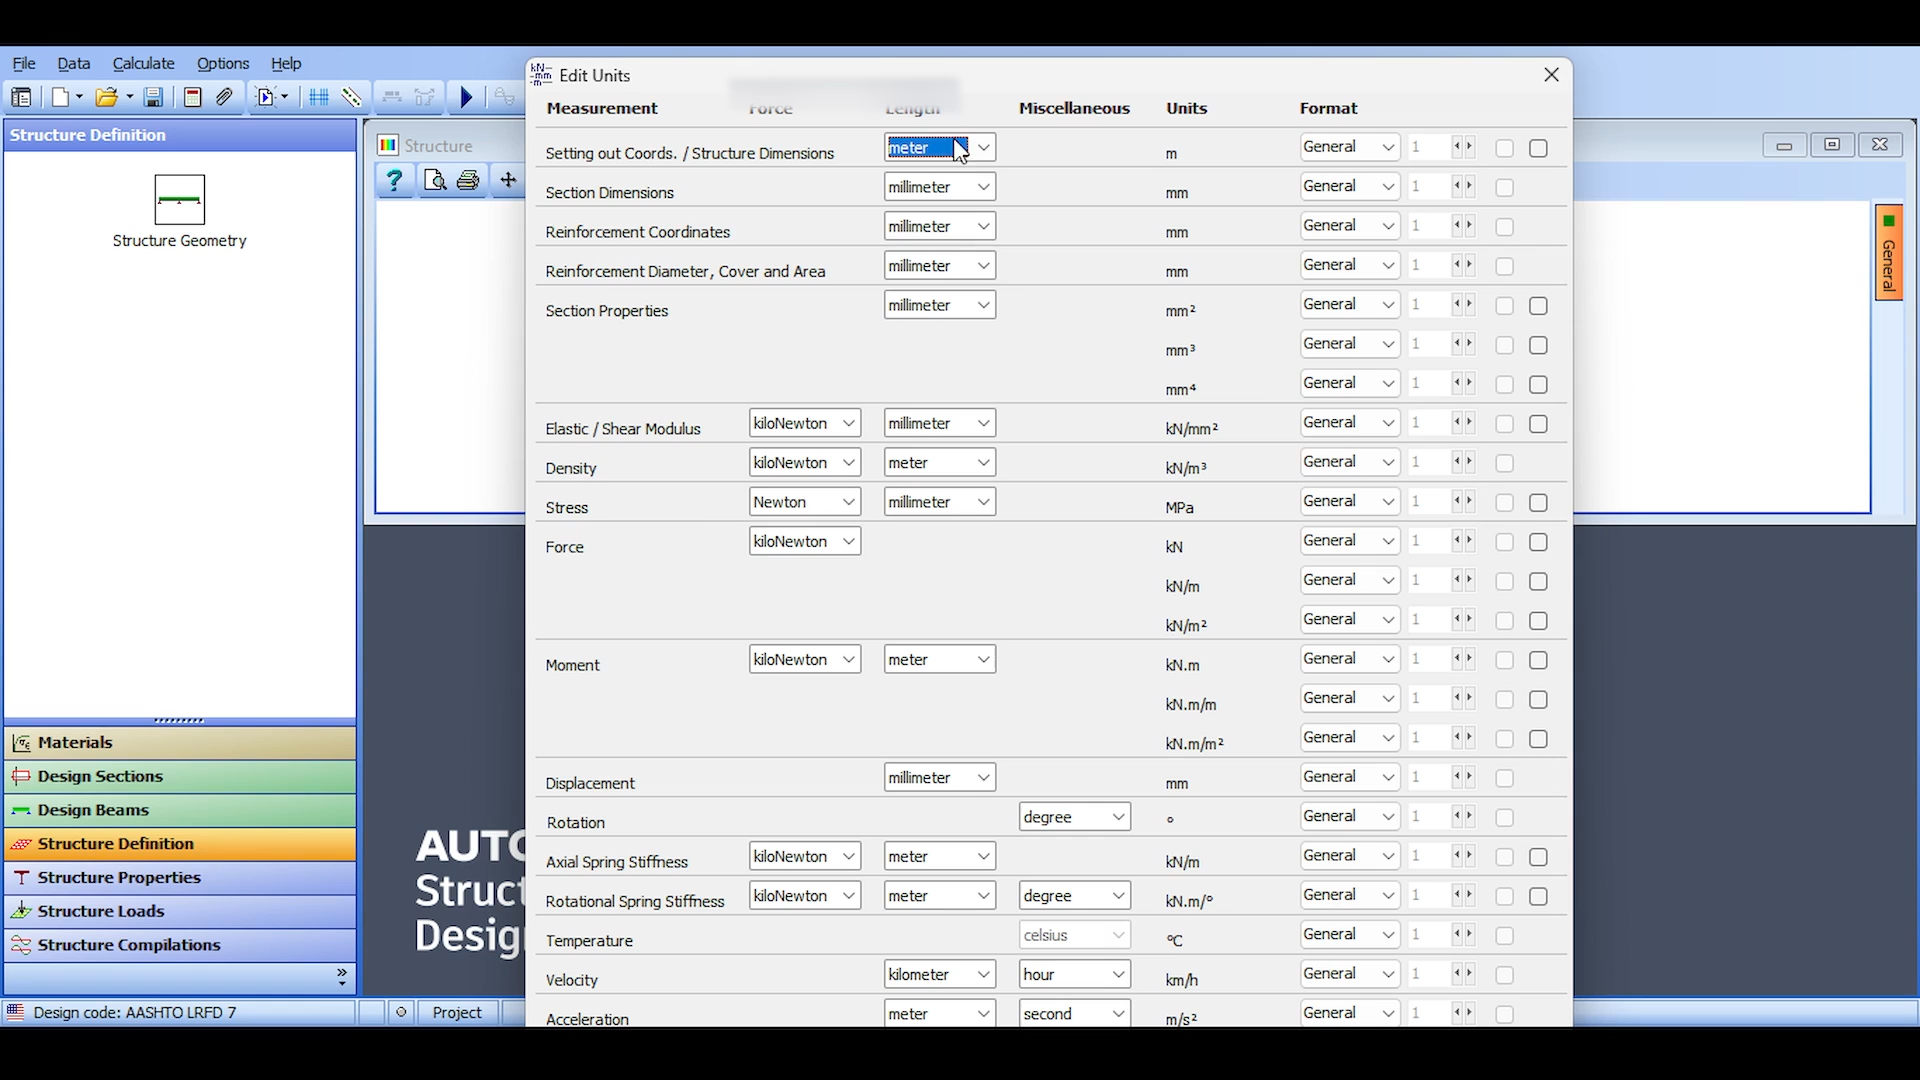 File Data Calculate Options Help
kN-
-mm
-m- Edit Units
Measurement Force Length Miscellaneous Units Format
Structure Definition
Structure
Structure Geometry
General
Setting out Coords. / Structure Dimensions meter m General 1
Section Dimensions millimeter mm General 1
Reinforcement Coordinates millimeter mm General 1
Reinforcement Diameter, Cover and Area millimeter mm General 1
Section Properties millimeter mm² General 1
mm³ General 1
mm⁴ General 1
Elastic / Shear Modulus kiloNewton millimeter kN/mm² General 1
Density kiloNewton meter kN/m³ General 1
Stress Newton millimeter MPa General 1
Force kiloNewton kN General 1
kN/m General 1
kN/m² General 1
Moment kiloNewton meter kN.m General 1
kN.m/m General 1
kN.m/m² General 1
Displacement millimeter mm General 1
Rotation degree ° General 1
Axial Spring Stiffness kiloNewton meter kN/m General 1
Rotational Spring Stiffness kiloNewton meter degree kN.m/° General 1
Temperature celsius °C General 1
Velocity kilometer hour km/h General 1
Acceleration meter second m/s² General 1
Materials
Design Sections
Design Beams
Structure Definition
Structure Properties
Structure Loads
Structure Compilations
AUTO
Struct
Desig
Design code: AASHTO LRFD 7 Project